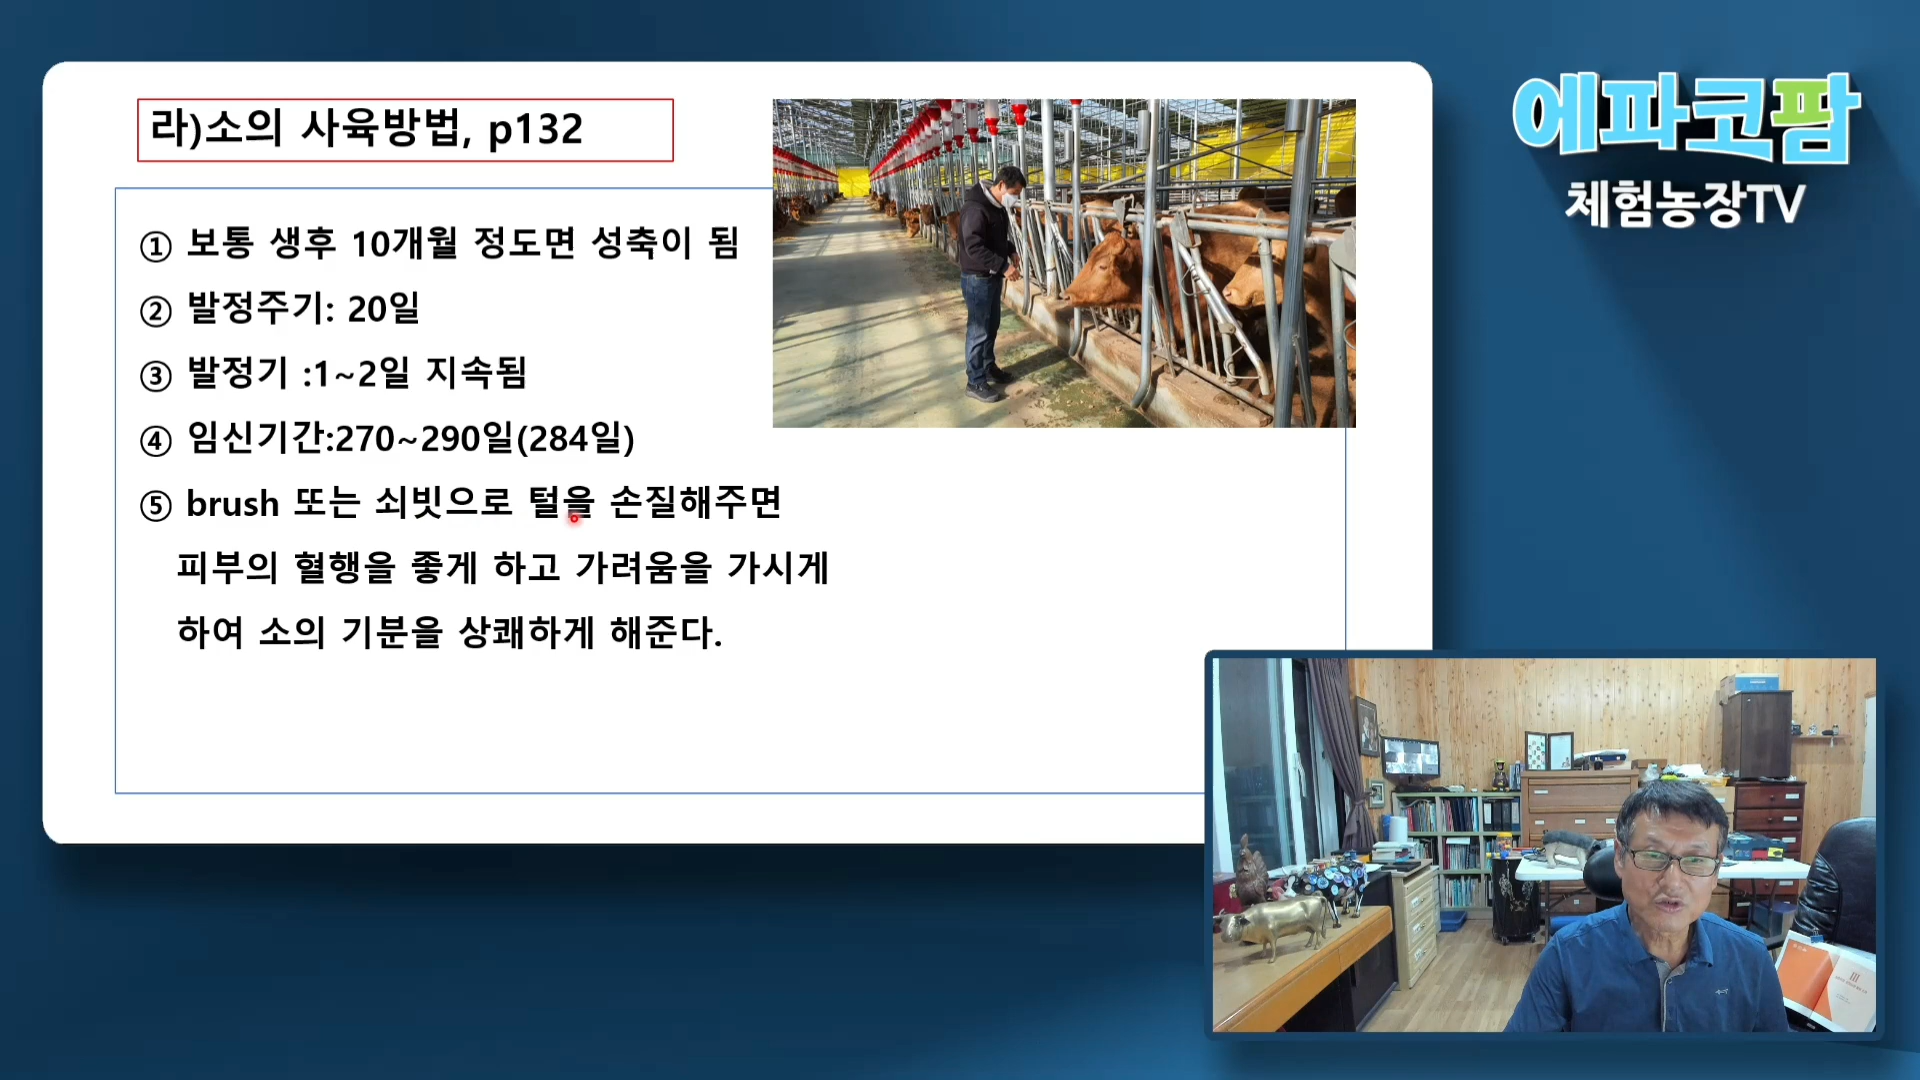 라)소의 사육방법, p132
① 보통 생후 10개월 정도면 성축이 됨
② 발정주기: 20일
③ 발정기 :1~2일 지속됨
④ 임신기간:270~290일(284일)
⑤ brush 또는 쇠빗으로 털을 손질해주면
피부의 혈행을 좋게 하고 가려움을 가시게
하여 소의 기분을 상쾌하게 해준다.
에파코팜
체험농장TV